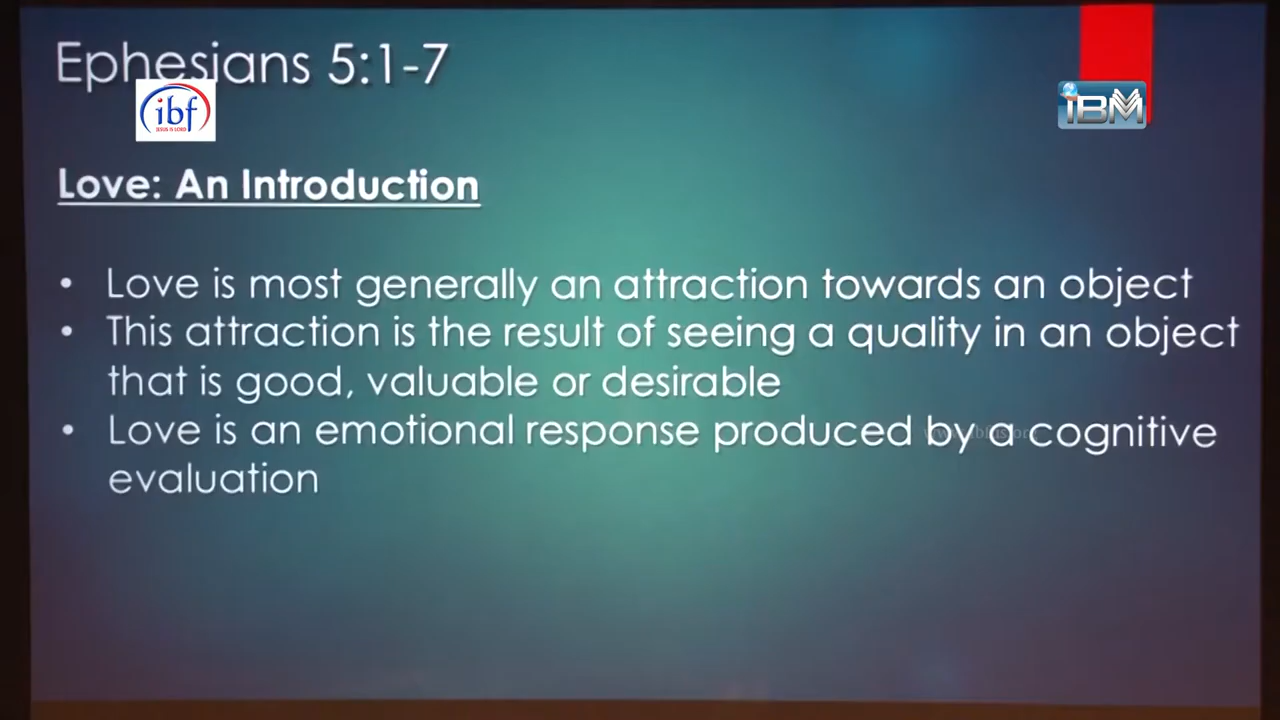 Ephesians 5:1-7
ibf
JESUS IS LORD
iBM
Love: An Introduction
• Love is most generally an attraction towards an object
• This attraction is the result of seeing a quality in an object
that is good, valuable or desirable
• Love is an emotional response produced by a cognitive
evaluation